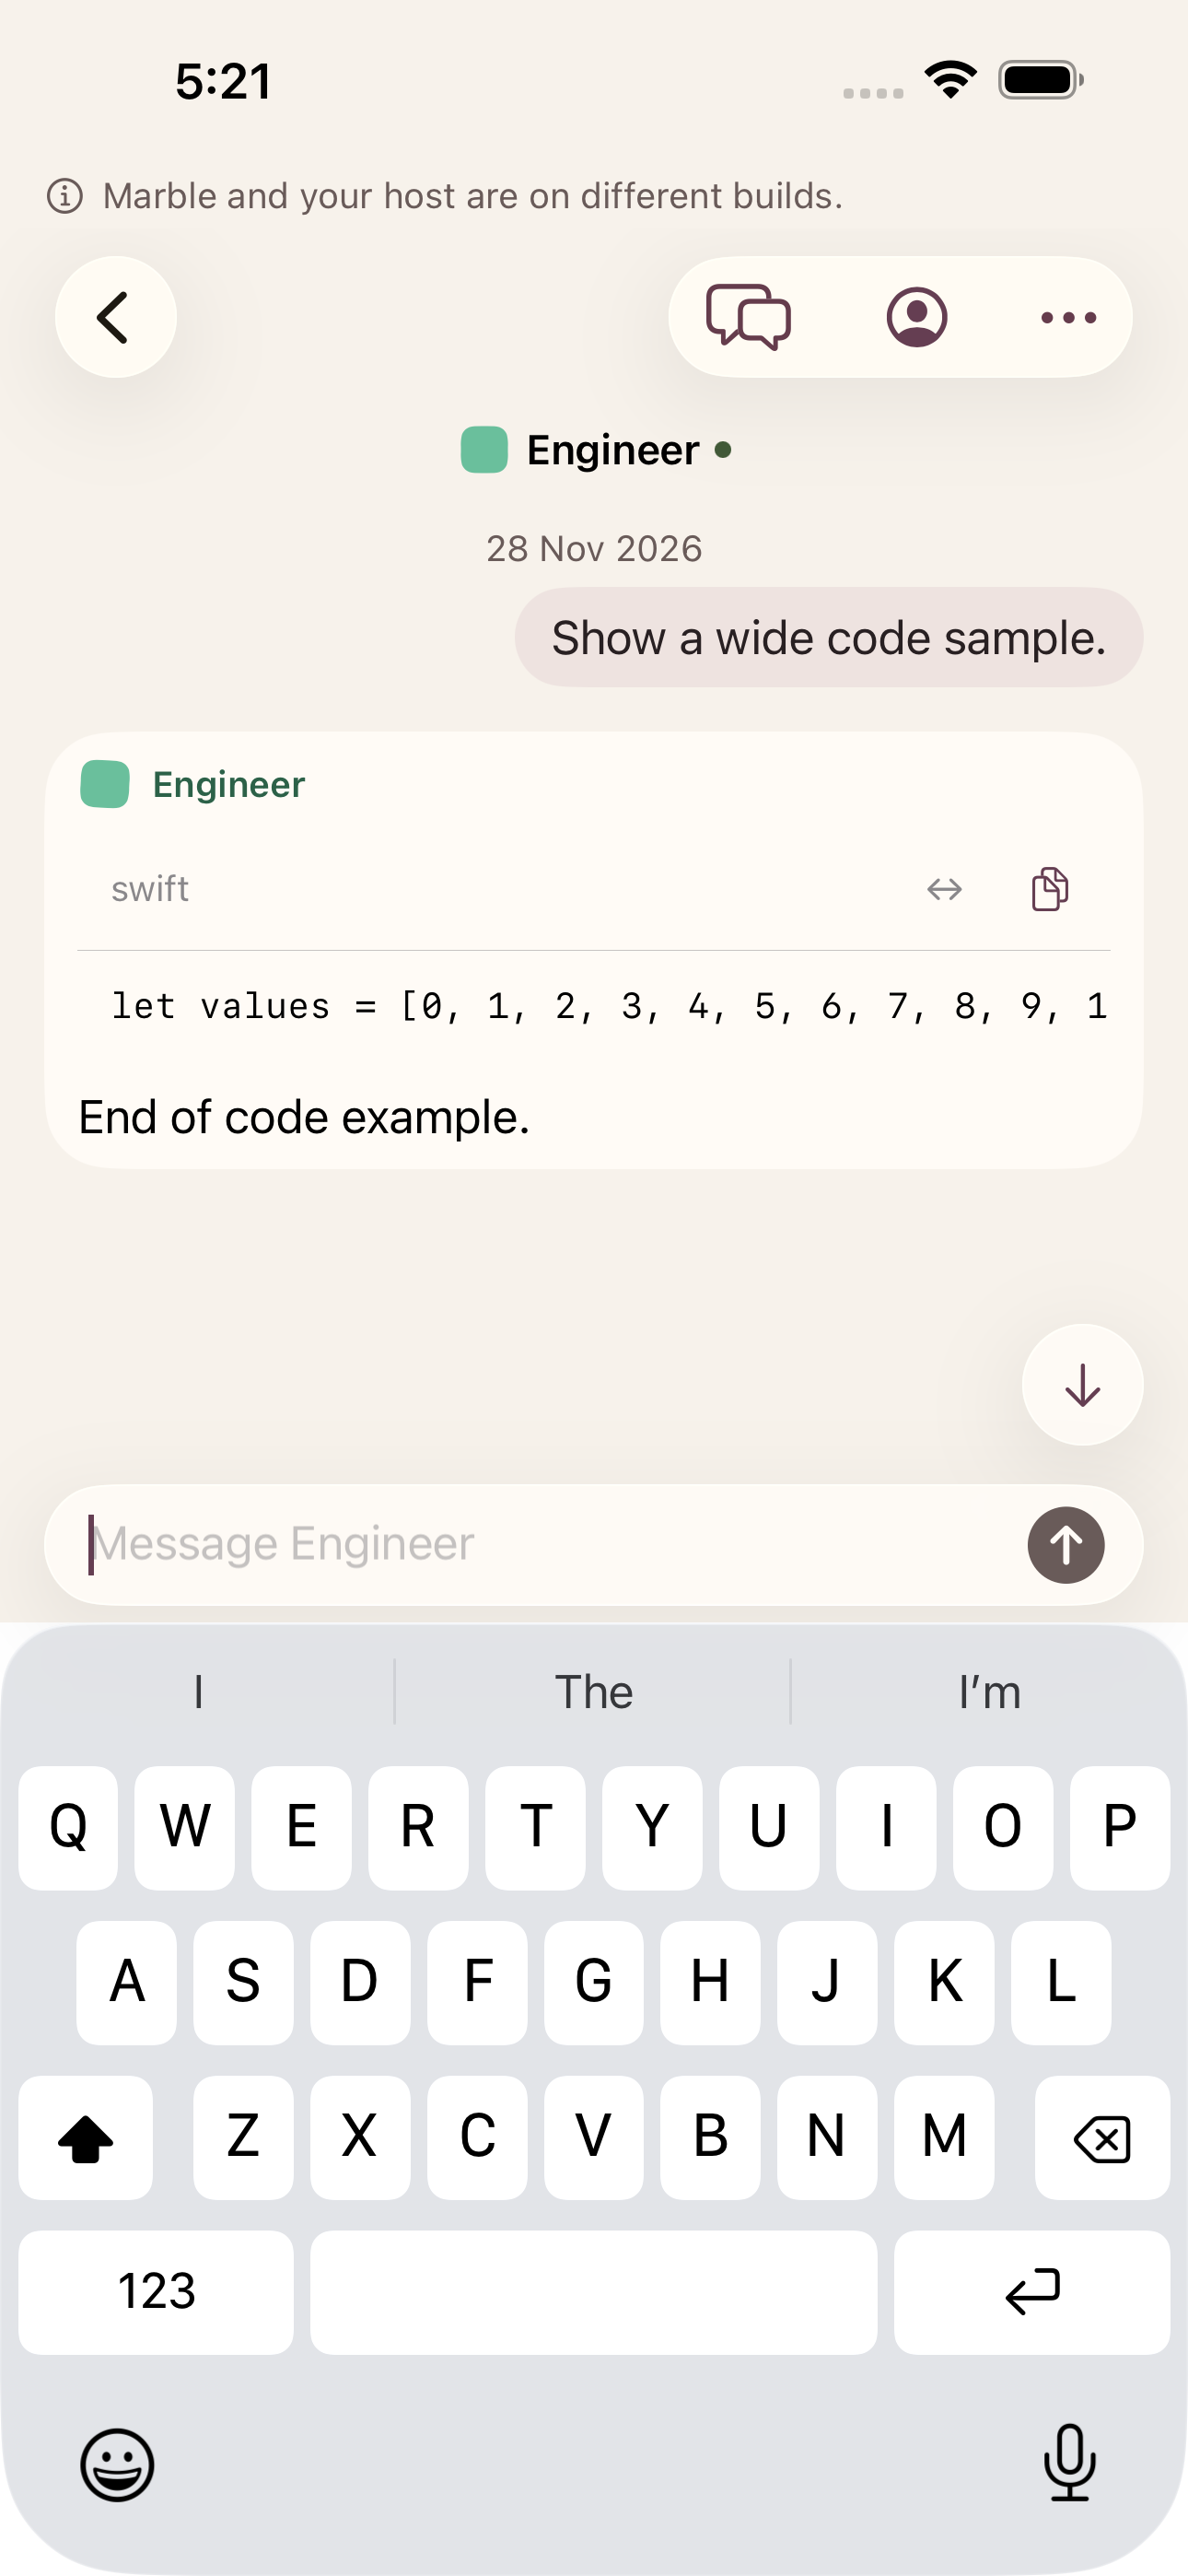 5:21
Marble and your host are on different builds.
Engineer
28 Nov 2026
Show a wide code sample.
Engineer
swift
let values = [0, 1, 2, 3, 4, 5, 6, 7, 8, 9, 1
End of code example.
Message Engineer
I The I’m
Q W E R T Y U I O P
A S D F G H J K L
Z X C V B N M
123